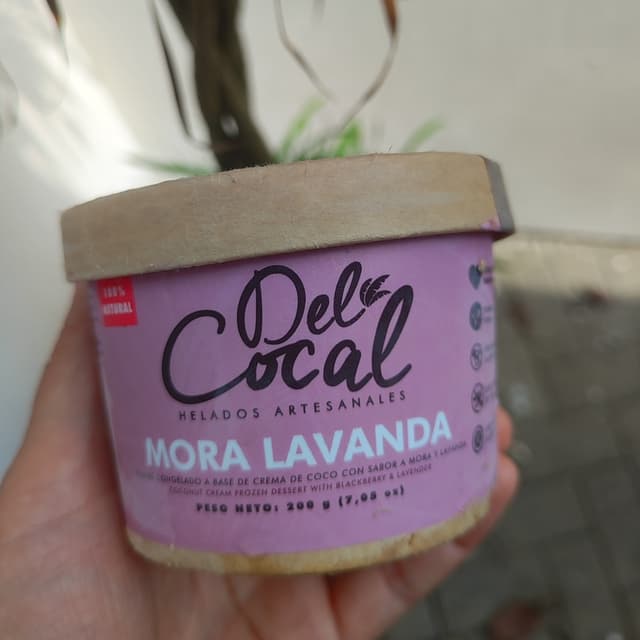 100%
NATURAL
Del
Cocal
HELADOS ARTESANALES
MORA LAVANDA
CONGELADO A BASE DE CREMA DE COCO CON SABOR A MORA Y LAVANDA
COCONUT CREAM FROZEN DESSERT WITH BLACKBERRY & LAVENDER
PESO NETO: 200 g (7,05 oz)